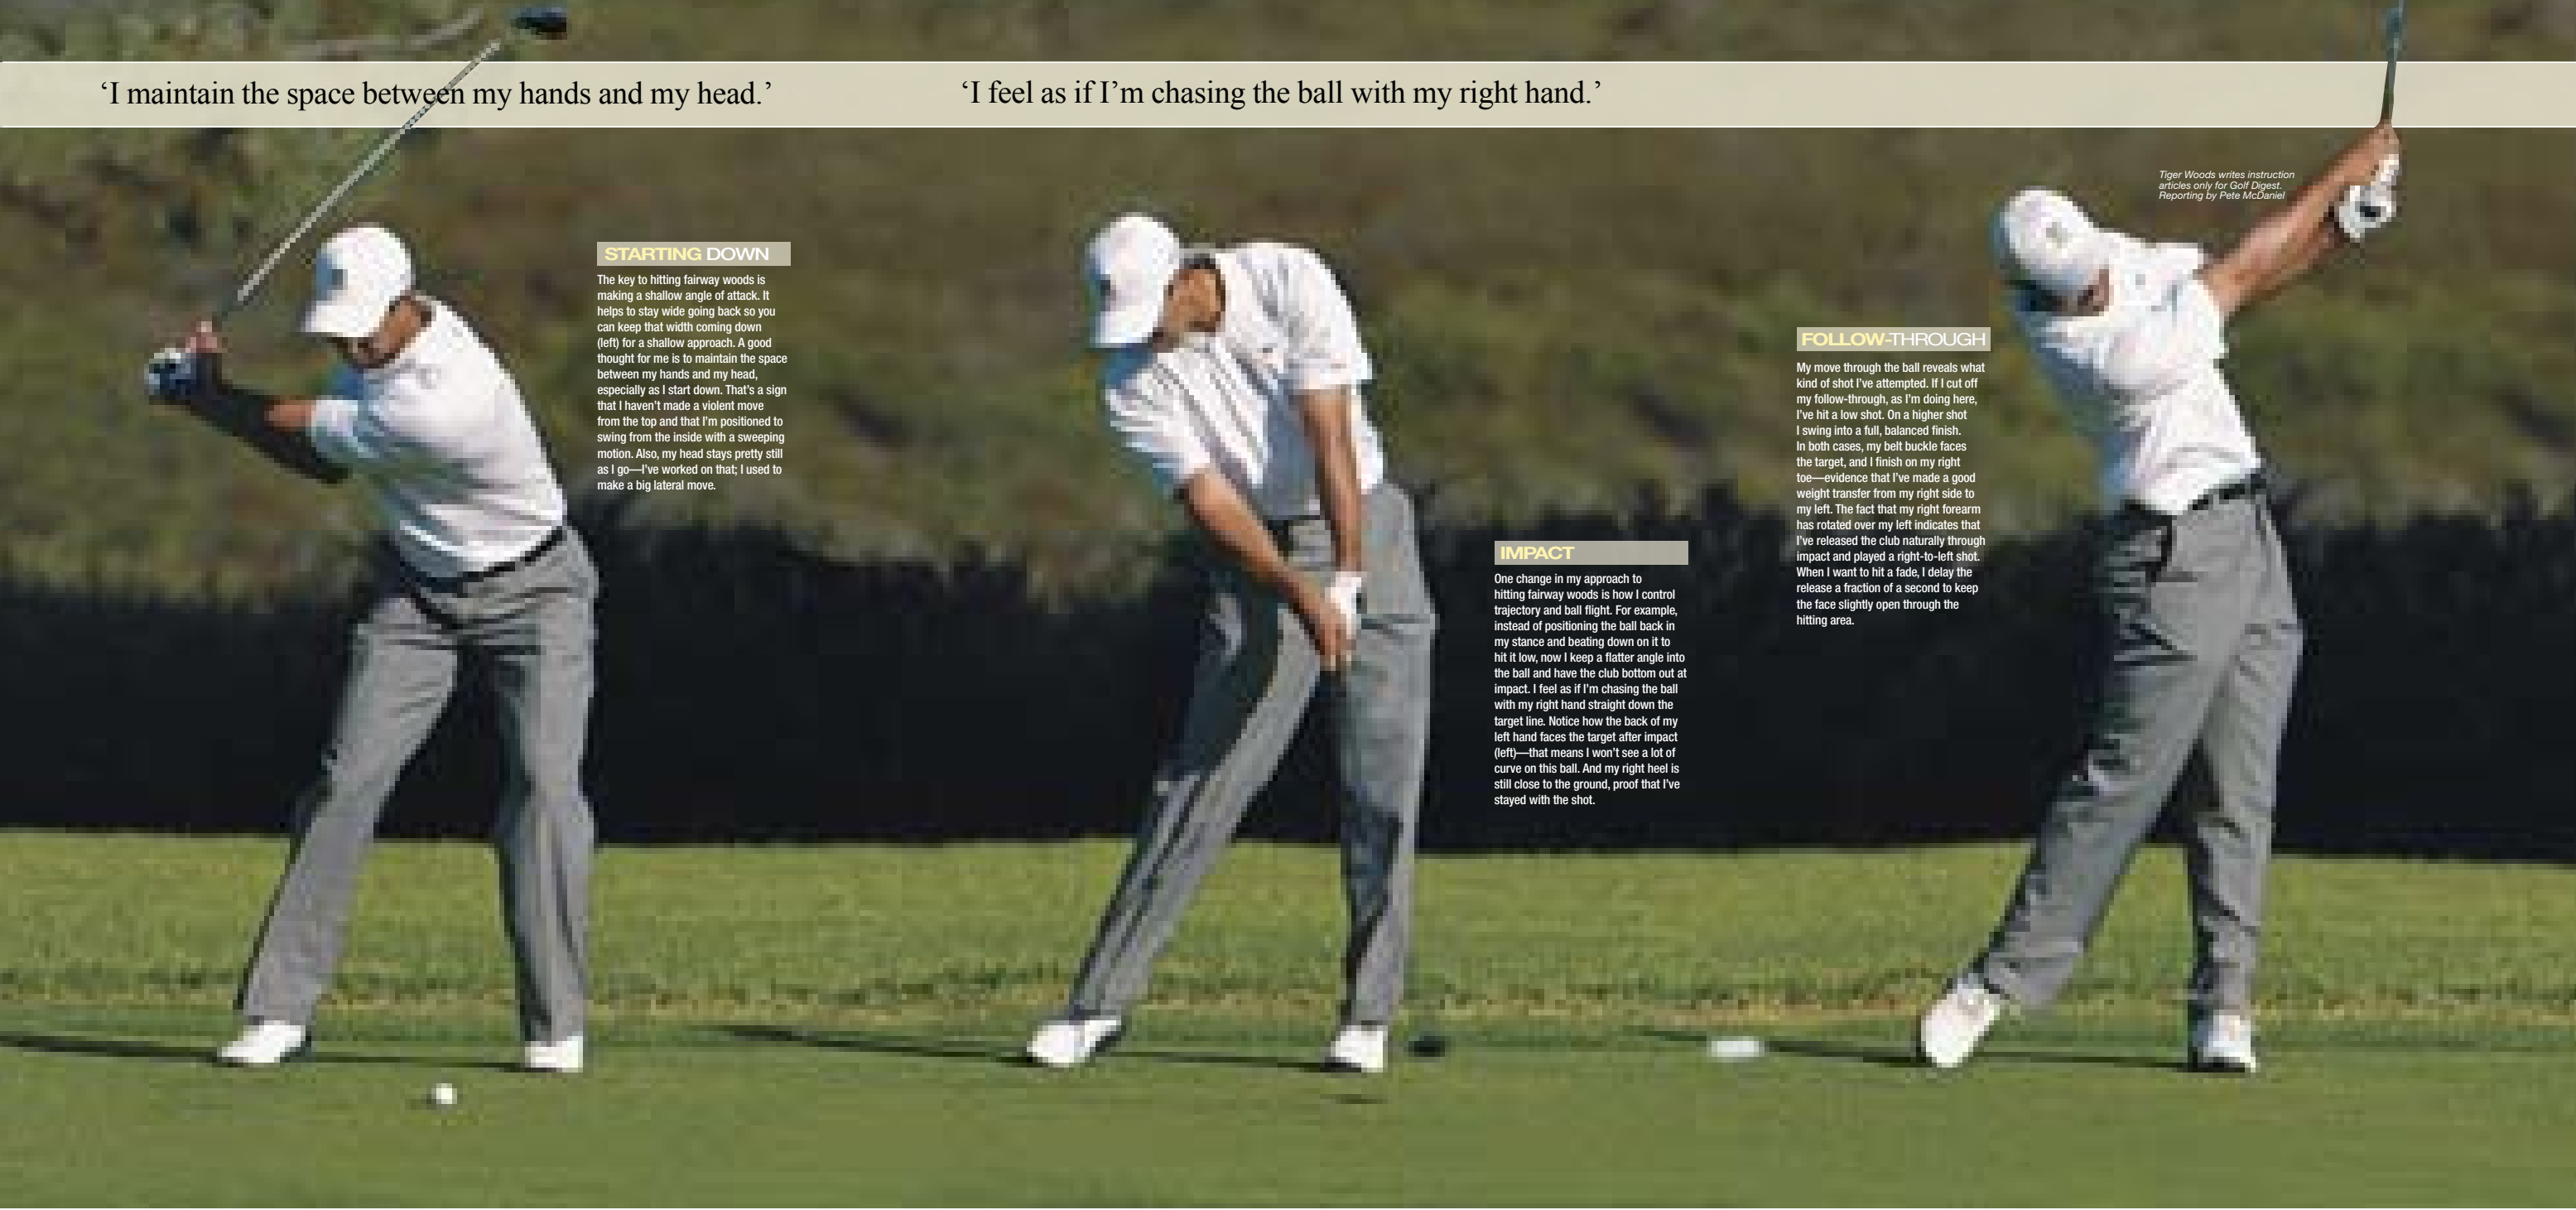 ‘I maintain the space between my hands and my head.’
‘I feel as if I’m chasing the ball with my right hand.’
Tiger Woods writes instruction
articles only for Golf Digest.
Reporting by Pete McDaniel
STARTING DOWN
The key to hitting fairway woods is
making a shallow angle of attack. It
helps to stay wide going back so you
can keep that width coming down
(left) for a shallow approach. A good
thought for me is to maintain the space
between my hands and my head,
especially as I start down. That’s a sign
that I haven’t made a violent move
from the top and that I’m positioned to
swing from the inside with a sweeping
motion. Also, my head stays pretty still
as I go—I’ve worked on that; I used to
make a big lateral move.
IMPACT
One change in my approach to
hitting fairway woods is how I control
trajectory and ball flight. For example,
instead of positioning the ball back in
my stance and beating down on it to
hit it low, now I keep a flatter angle into
the ball and have the club bottom out at
impact. I feel as if I’m chasing the ball
with my right hand straight down the
target line. Notice how the back of my
left hand faces the target after impact
(left)—that means I won’t see a lot of
curve on this ball. And my right heel is
still close to the ground, proof that I’ve
stayed with the shot.
FOLLOW-THROUGH
My move through the ball reveals what
kind of shot I’ve attempted. If I cut off
my follow-through, as I’m doing here,
I’ve hit a low shot. On a higher shot
I swing into a full, balanced finish.
In both cases, my belt buckle faces
the target, and I finish on my right
toe—evidence that I’ve made a good
weight transfer from my right side to
my left. The fact that my right forearm
has rotated over my left indicates that
I’ve released the club naturally through
impact and played a right-to-left shot.
When I want to hit a fade, I delay the
release a fraction of a second to keep
the face slightly open through the
hitting area.